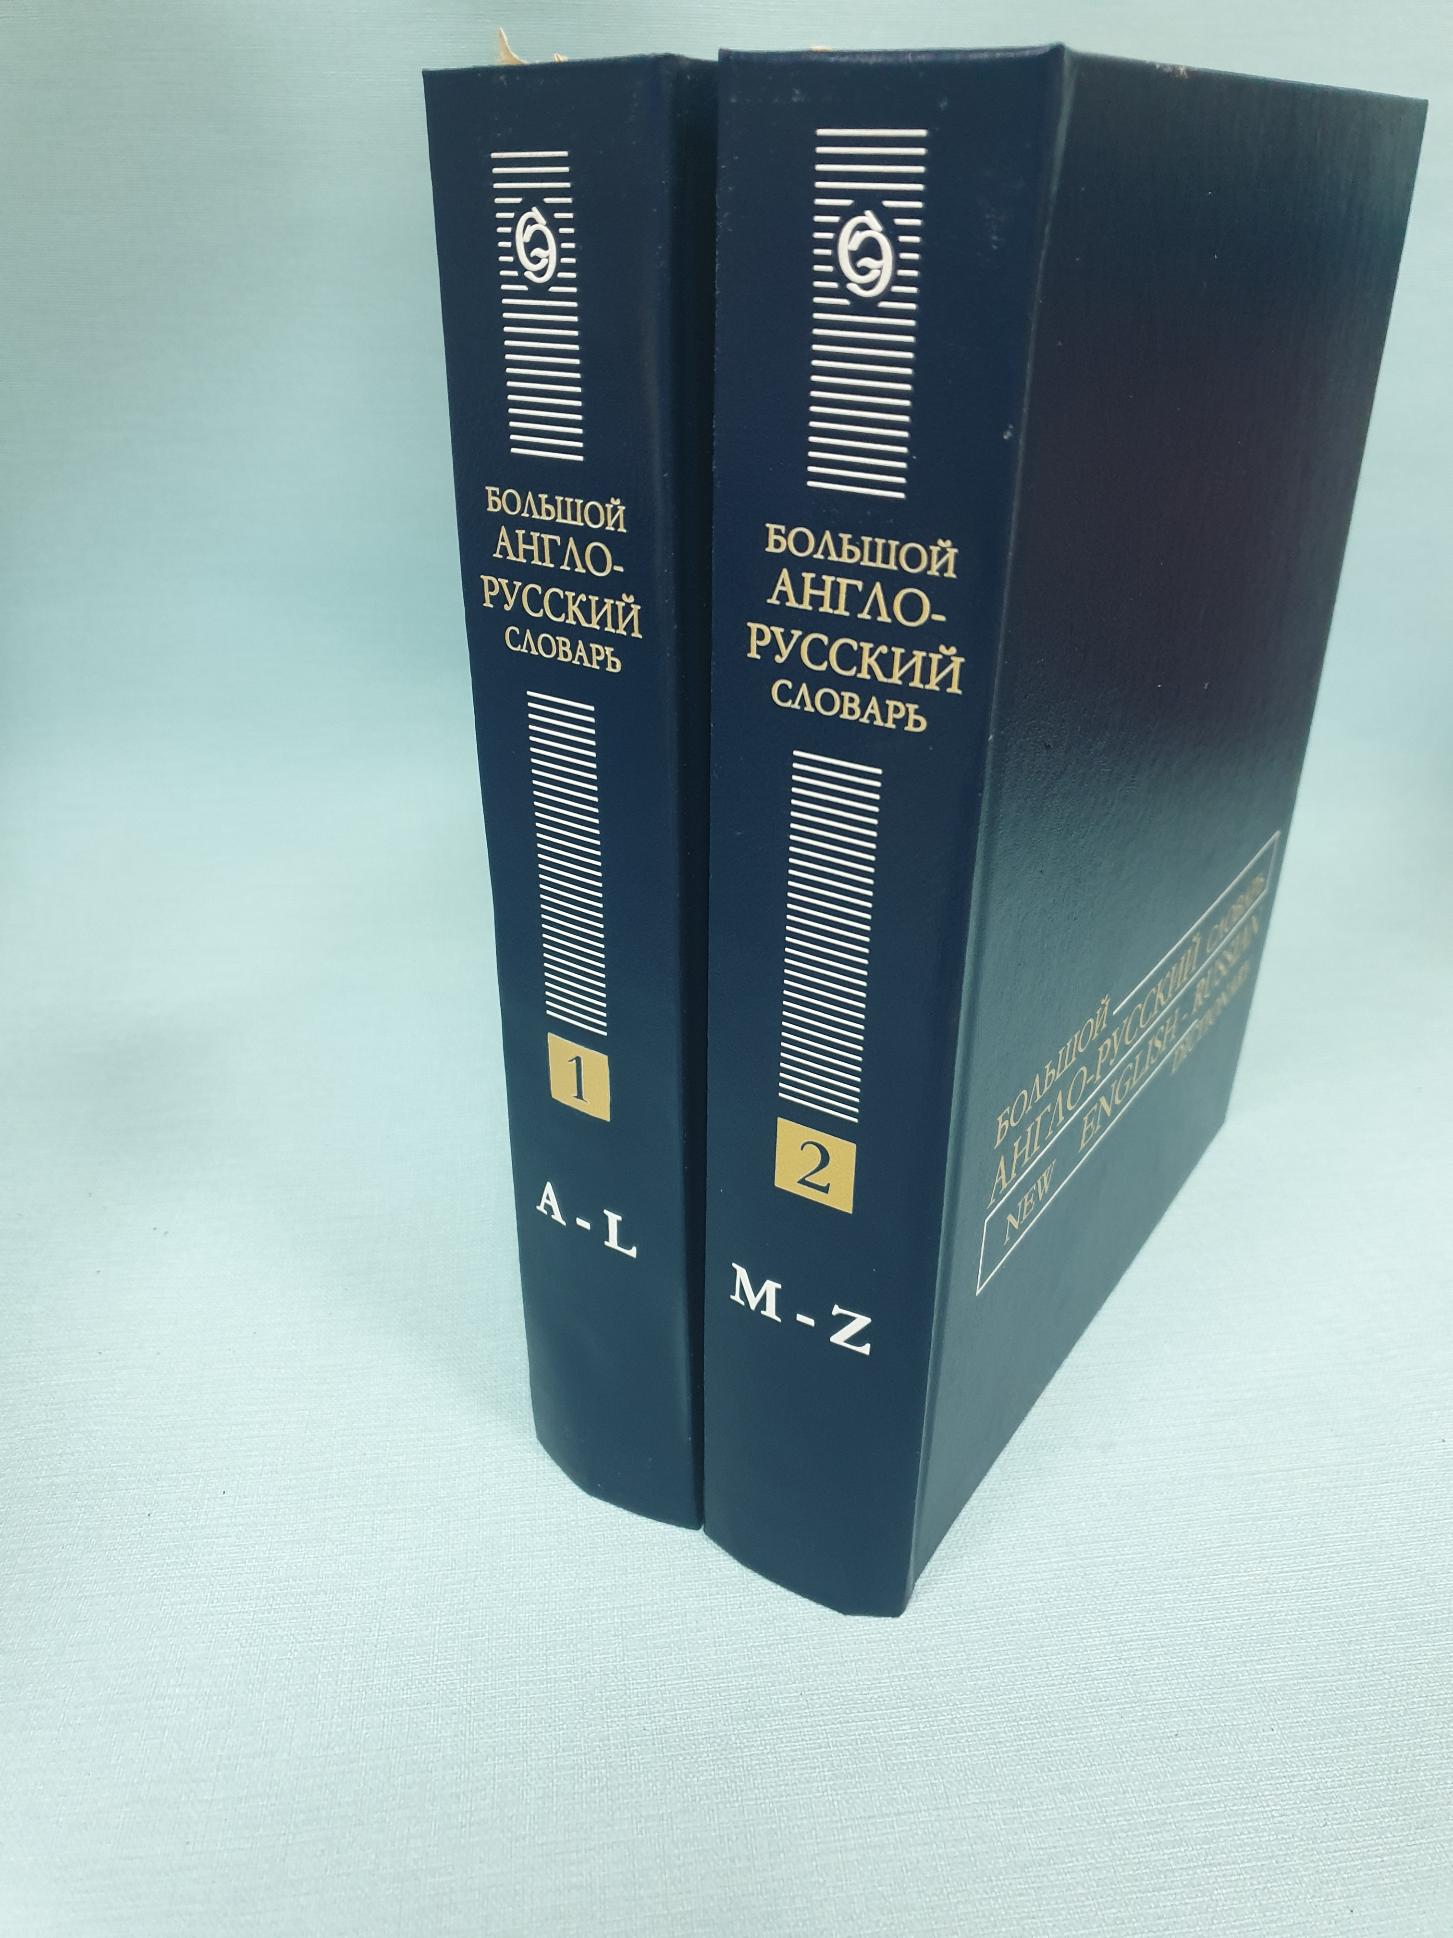 БОЛЬШОЙ
АНГЛО-
РУССКИЙ
СЛОВАРЬ
1
A - L
БОЛЬШОЙ
АНГЛО-
РУССКИЙ
СЛОВАРЬ
2
M - Z
БОЛЬШОЙ
АНГЛО-РУССКИЙ СЛОВАРЬ
NEW ENGLISH - RUSSIAN
DICTIONARY